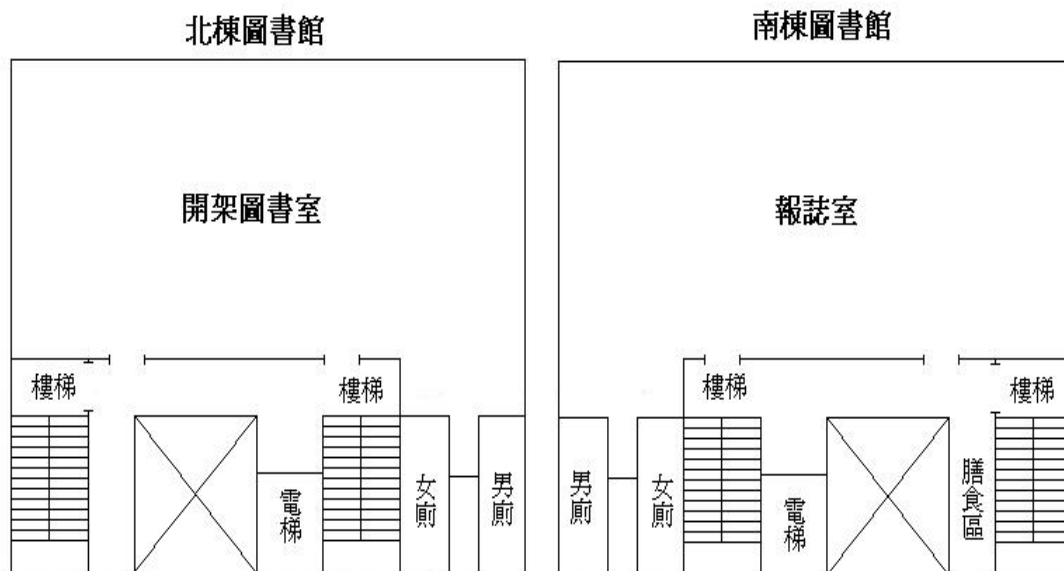 北棟圖書館
開架圖書室
樓梯
樓梯
電梯
女廁
男廁
南棟圖書館
報誌室
樓梯
樓梯
男廁
女廁
電梯
膳食區